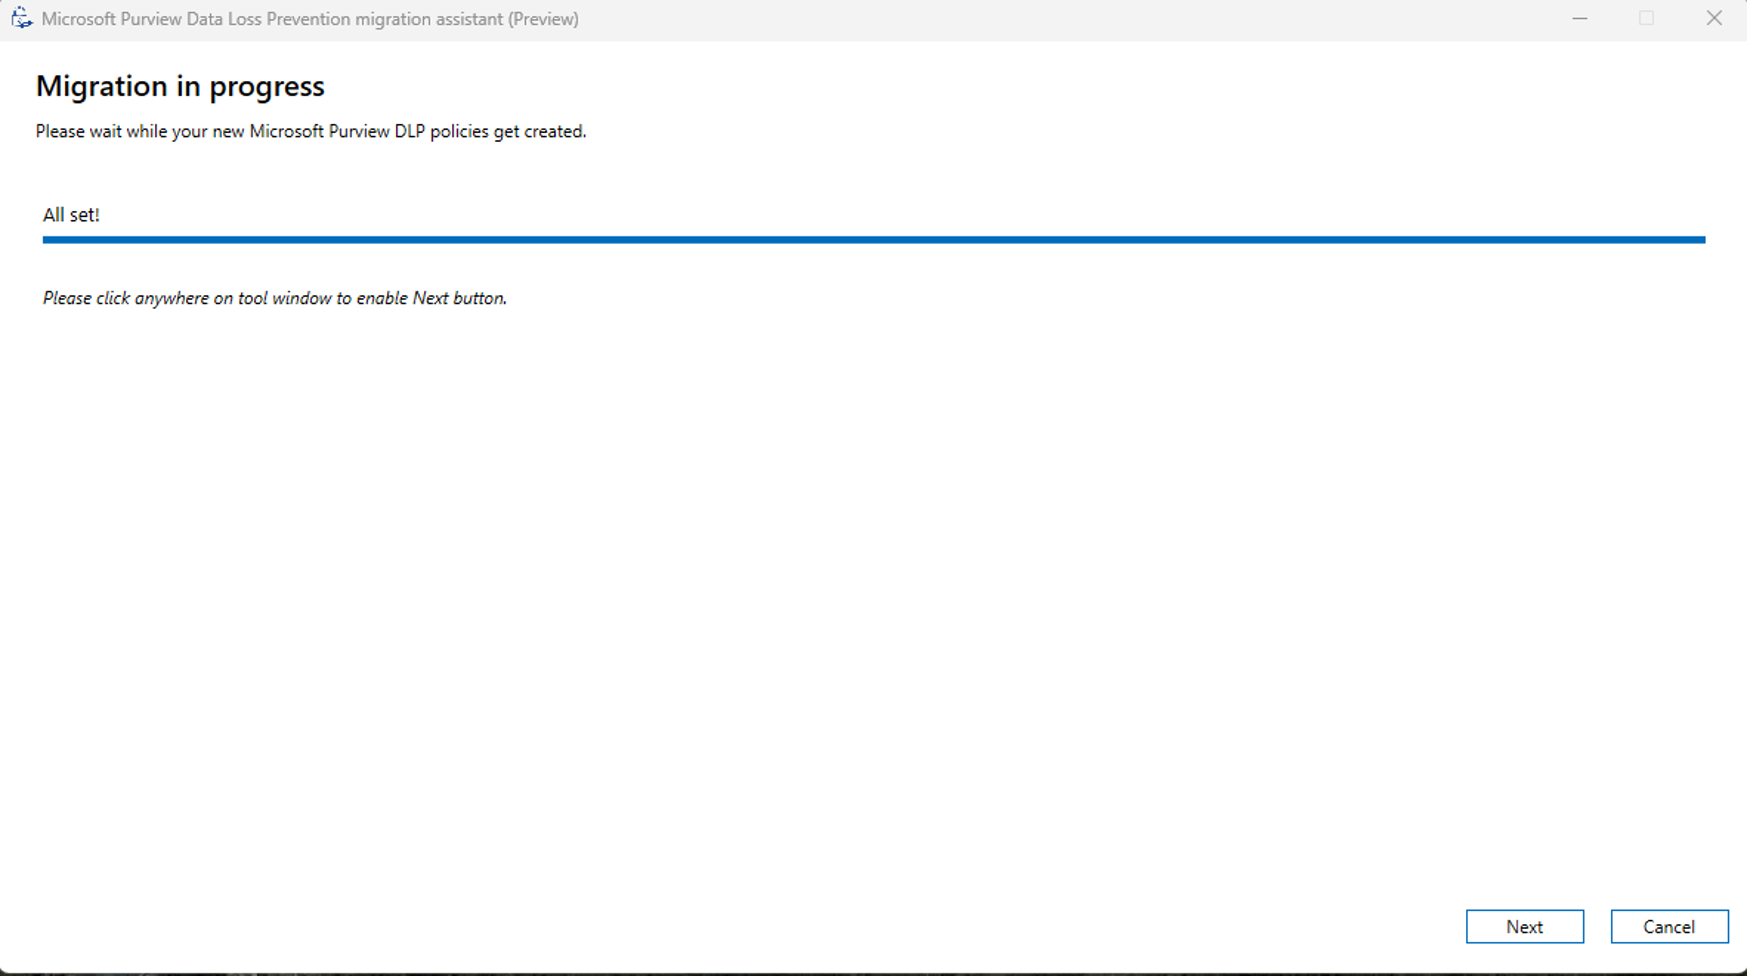 Microsoft Purview Data Loss Prevention migration assistant (Preview)
Migration in progress
Please wait while your new Microsoft Purview DLP policies get created.
All set!
Please click anywhere on tool window to enable Next button.
Next
Cancel